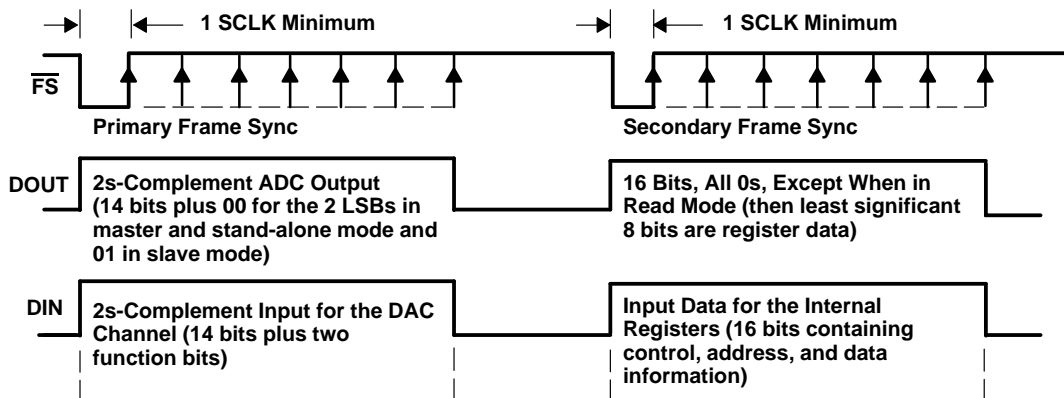 1 SCLK Minimum
1 SCLK Minimum
FS
Primary Frame Sync
Secondary Frame Sync
DOUT
2s-Complement ADC Output
(14 bits plus 00 for the 2 LSBs in
master and stand-alone mode and
01 in slave mode)
16 Bits, All 0s, Except When in
Read Mode (then least significant
8 bits are register data)
DIN
2s-Complement Input for the DAC
Channel (14 bits plus two
function bits)
Input Data for the Internal
Registers (16 bits containing
control, address, and data
information)